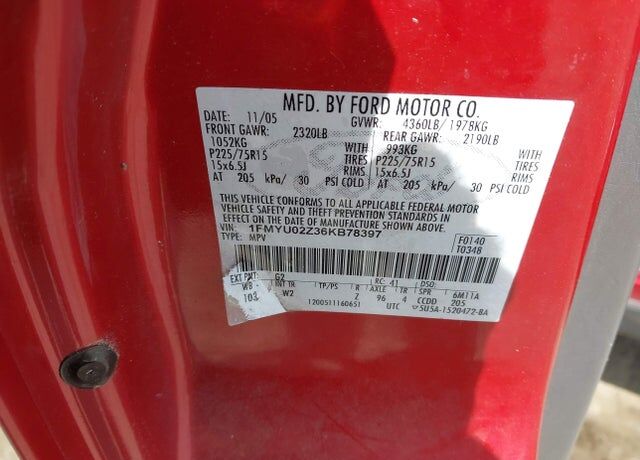 MFD. BY FORD MOTOR CO.
DATE: 11/05 GVWR: 4360LB/ 1978KG
FRONT GAWR: 2320LB REAR GAWR: 2190LB
1052KG WITH 993KG WITH
P225/75R15 TIRES P225/75R15 TIRES
15x6.5J RIMS 15x6.5J RIMS
AT 205 kPa/ 30 PSI COLD AT 205 kPa/ 30 PSI COLD
THIS VEHICLE CONFORMS TO ALL APPLICABLE FEDERAL MOTOR
VEHICLE SAFETY AND THEFT PREVENTION STANDARDS IN
EFFECT ON THE DATE OF MANUFACTURE SHOWN ABOVE.
VIN: 1FMYU02Z36KB78397 F0140
TYPE: MPV T0348
EXT PNT: G2 RC: 41 DSO:
WB INT TR TP/PS R AXLE TR SPR 6M11A
103 W2 Z 96 4 CCDD 205
1200511160651 UTC 5U5A-1520472-BA